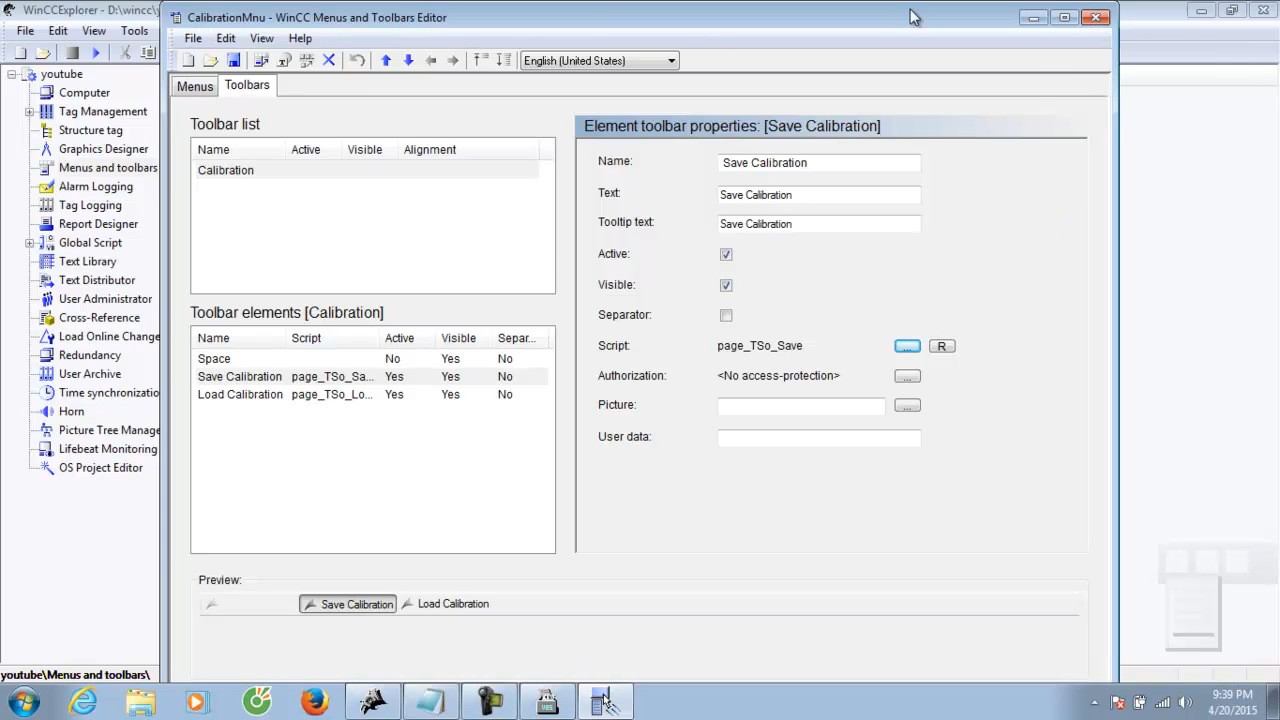 WinCCExplorer - D:\wincc\y
File Edit View Tools
youtube
Computer
Tag Management
Structure tag
Graphics Designer
Menus and toolbars
Alarm Logging
Tag Logging
Report Designer
Global Script
Text Library
Text Distributor
User Administrator
Cross-Reference
Load Online Change
Redundancy
User Archive
Time synchronizatio
Horn
Picture Tree Manage
Lifebeat Monitoring
OS Project Editor
youtube\Menus and toolbars\
CalibrationMnu - WinCC Menus and Toolbars Editor
File Edit View Help
English (United States)
Menus Toolbars
Toolbar list
Name Active Visible Alignment
Calibration
Toolbar elements [Calibration]
Name Script Active Visible Separ...
Space No Yes No
Save Calibration page_TSo_Sa... Yes Yes No
Load Calibration page_TSo_Lo... Yes Yes No
Element toolbar properties: [Save Calibration]
Name: Save Calibration
Text: Save Calibration
Tooltip text: Save Calibration
Active:
Visible:
Separator:
Script: page_TSo_Save ... R
Authorization: <No access-protection> ...
Picture: ...
User data:
Preview:
Save Calibration Load Calibration
9:39 PM
4/20/2015